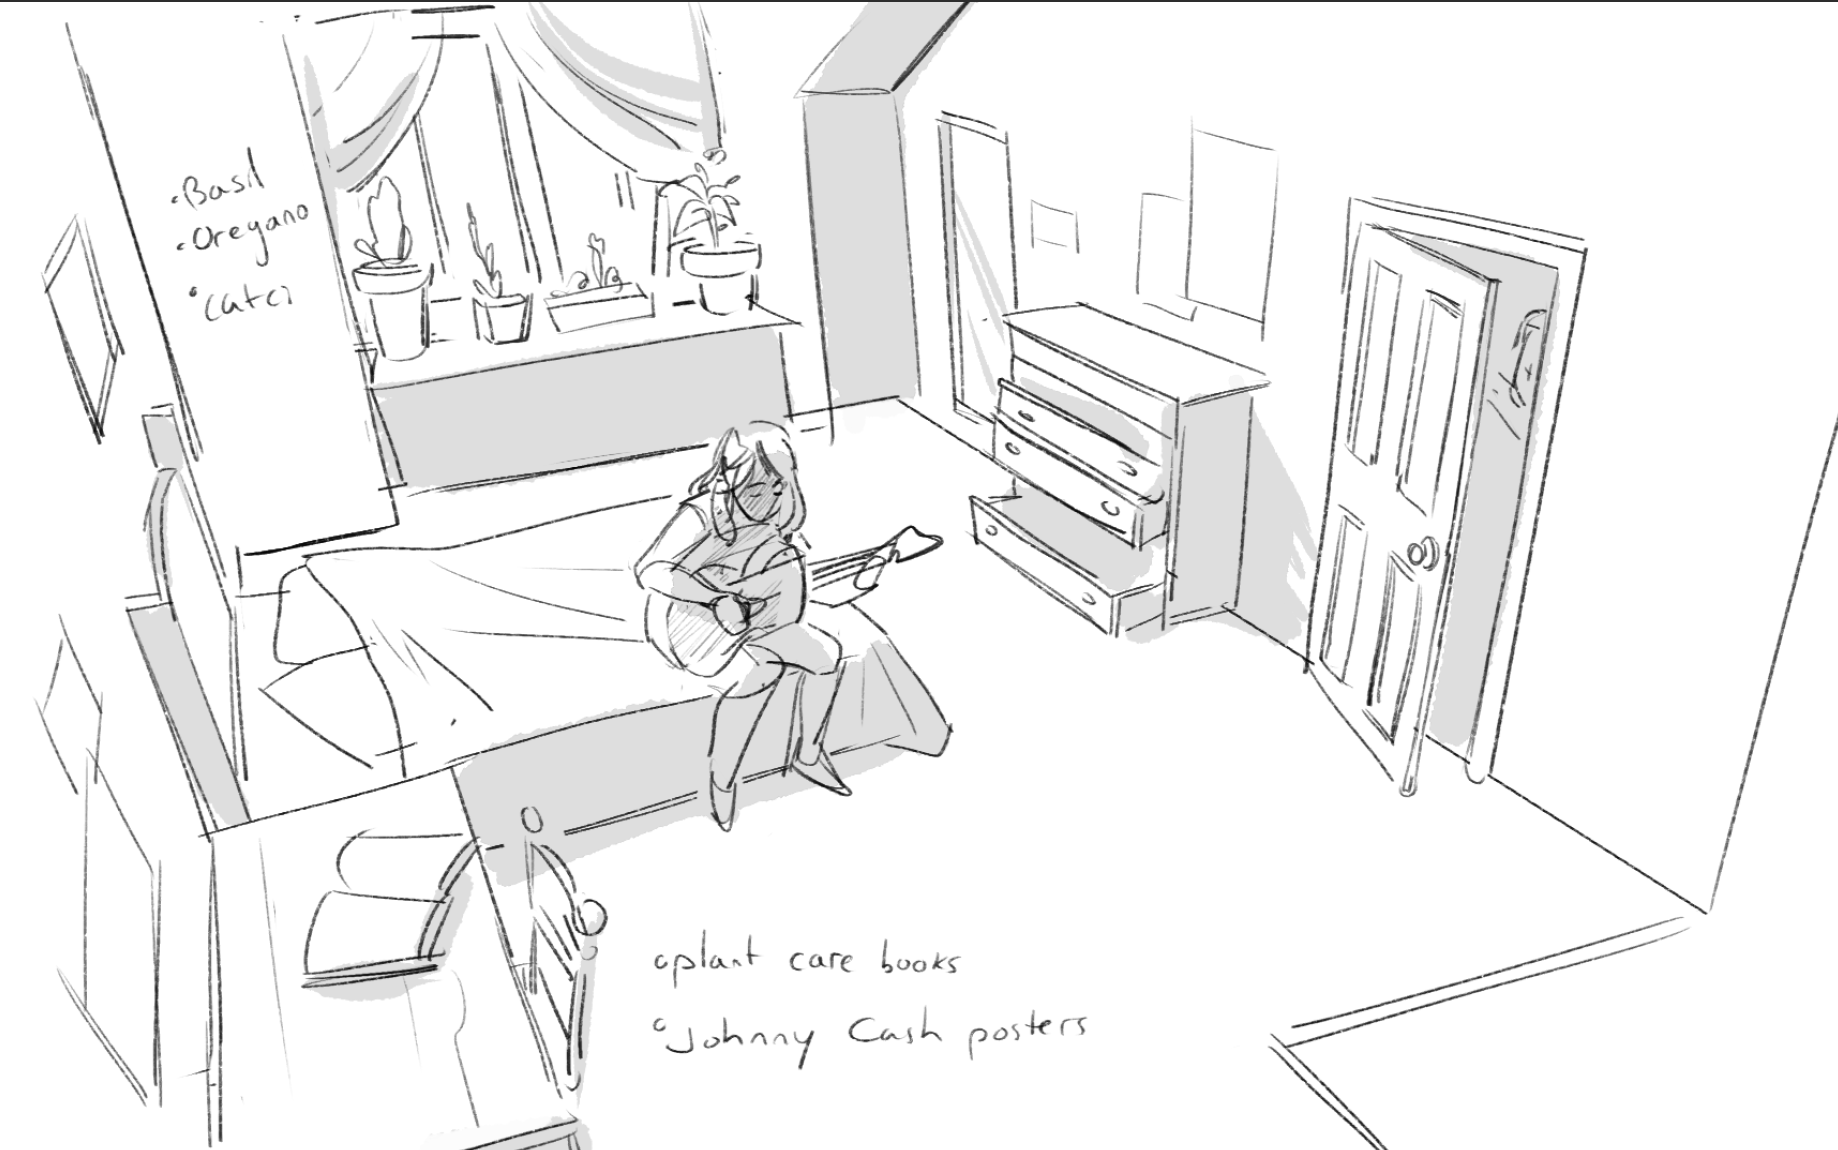 Basil
Oregano
Catci
plant care books
Johnny Cash posters